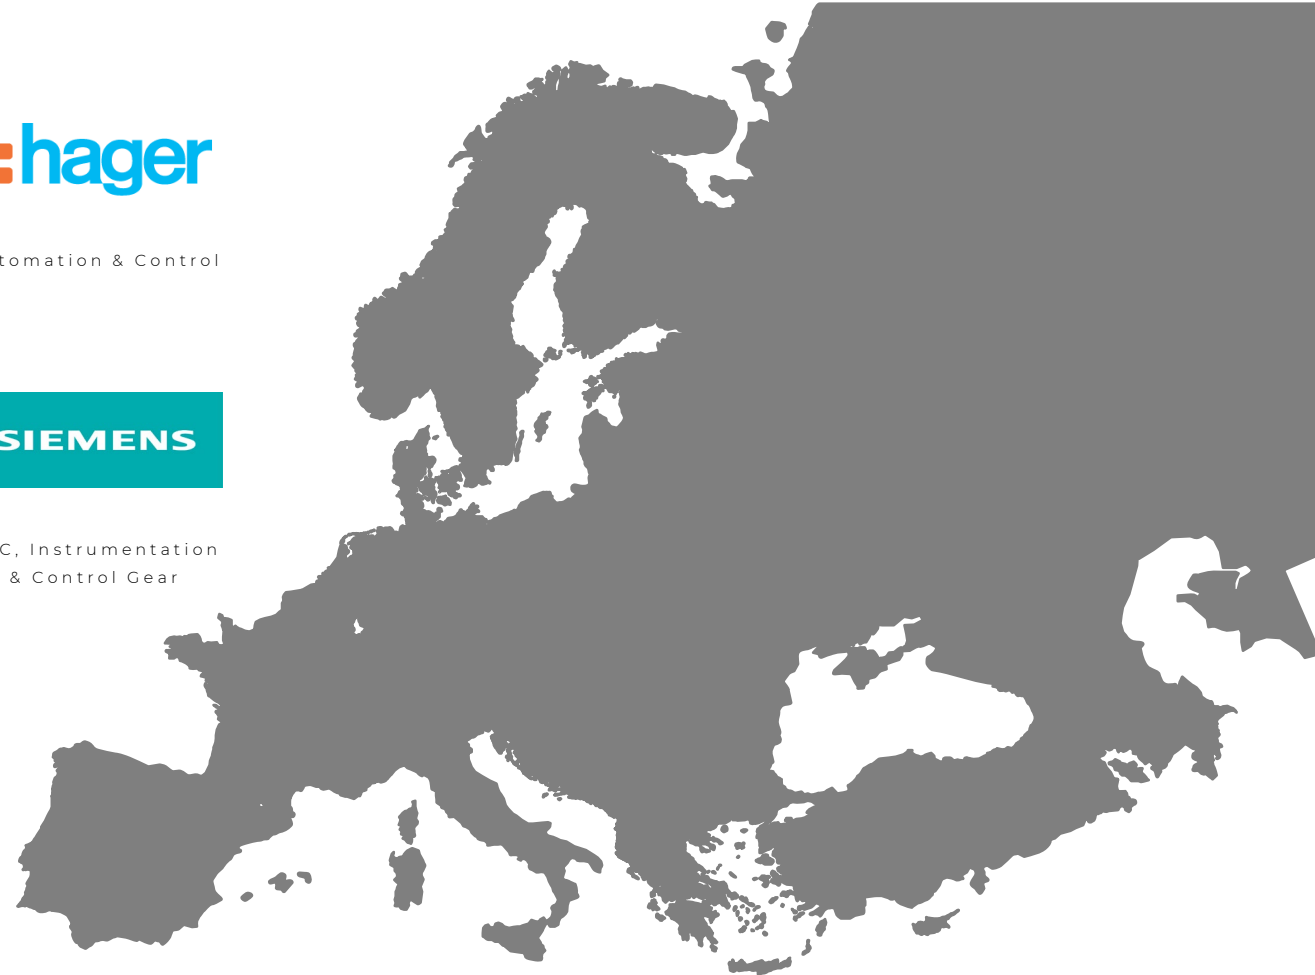 hager
tomation & Control
SIEMENS
C, Instrumentation
& Control Gear